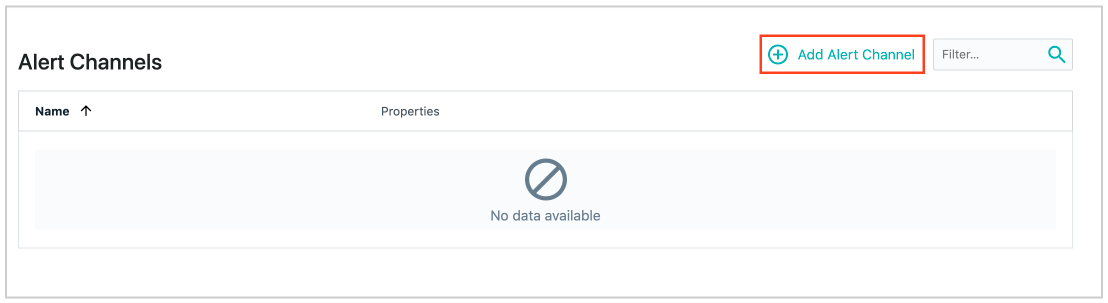 Alert Channels
Add Alert Channel
Filter...
Name
Properties
No data available